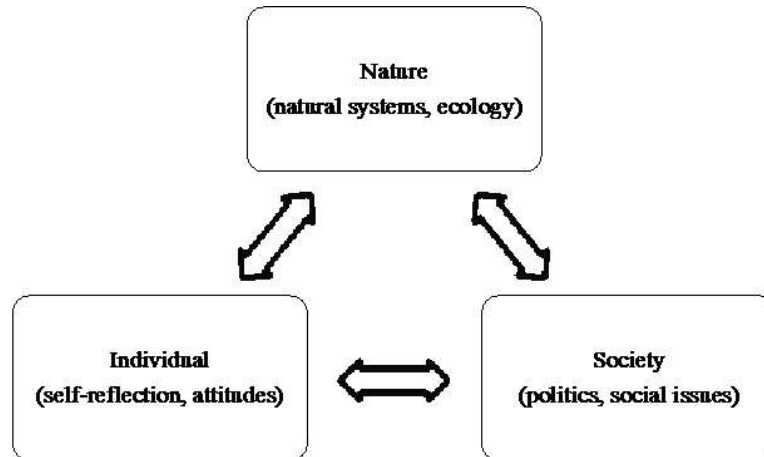 Nature
(natural systems, ecology)
Individual
(self-reflection, attitudes)
Society
(politics, social issues)